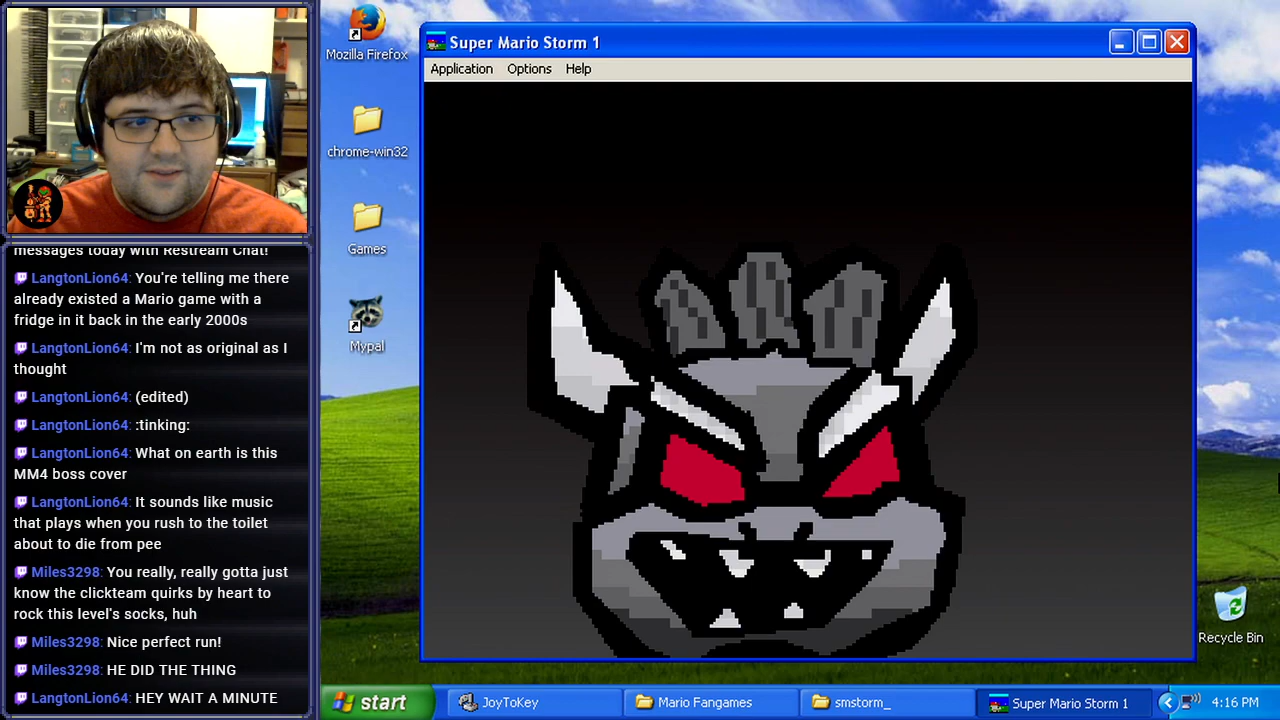 messages today with Restream Chat!
LangtonLion64: You're telling me there
already existed a Mario game with a
fridge in it back in the early 2000s
LangtonLion64: I'm not as original as I
thought
LangtonLion64: (edited)
LangtonLion64: :tinking:
LangtonLion64: What on earth is this
MM4 boss cover
LangtonLion64: It sounds like music
that plays when you rush to the toilet
about to die from pee
Miles3298: You really, really gotta just
know the clickteam quirks by heart to
rock this level's socks, huh
Miles3298: Nice perfect run!
Miles3298: HE DID THE THING
LangtonLion64: HEY WAIT A MINUTE
Mozilla Firefox
chrome-win32
Games
Mypal
Super Mario Storm 1
Application Options Help
Recycle Bin
start
JoyToKey
Mario Fangames
smstorm_
Super Mario Storm 1
4:16 PM